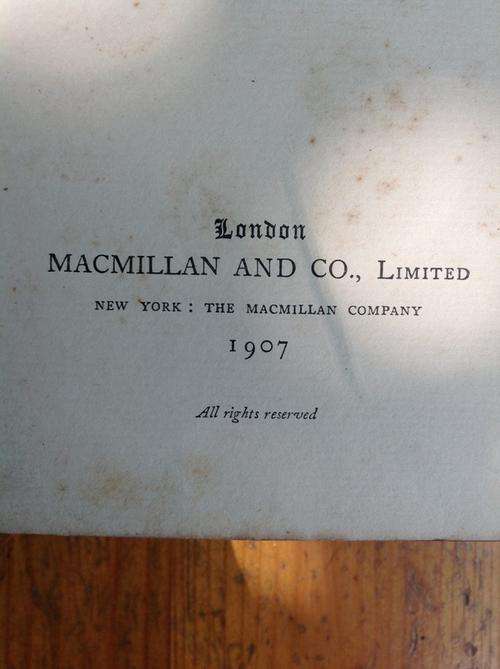 London
MACMILLAN AND CO., LIMITED
NEW YORK : THE MACMILLAN COMPANY
1907
All rights reserved